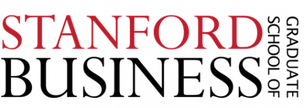 STANFORD
BUSINESS
GRADUATE
SCHOOL OF